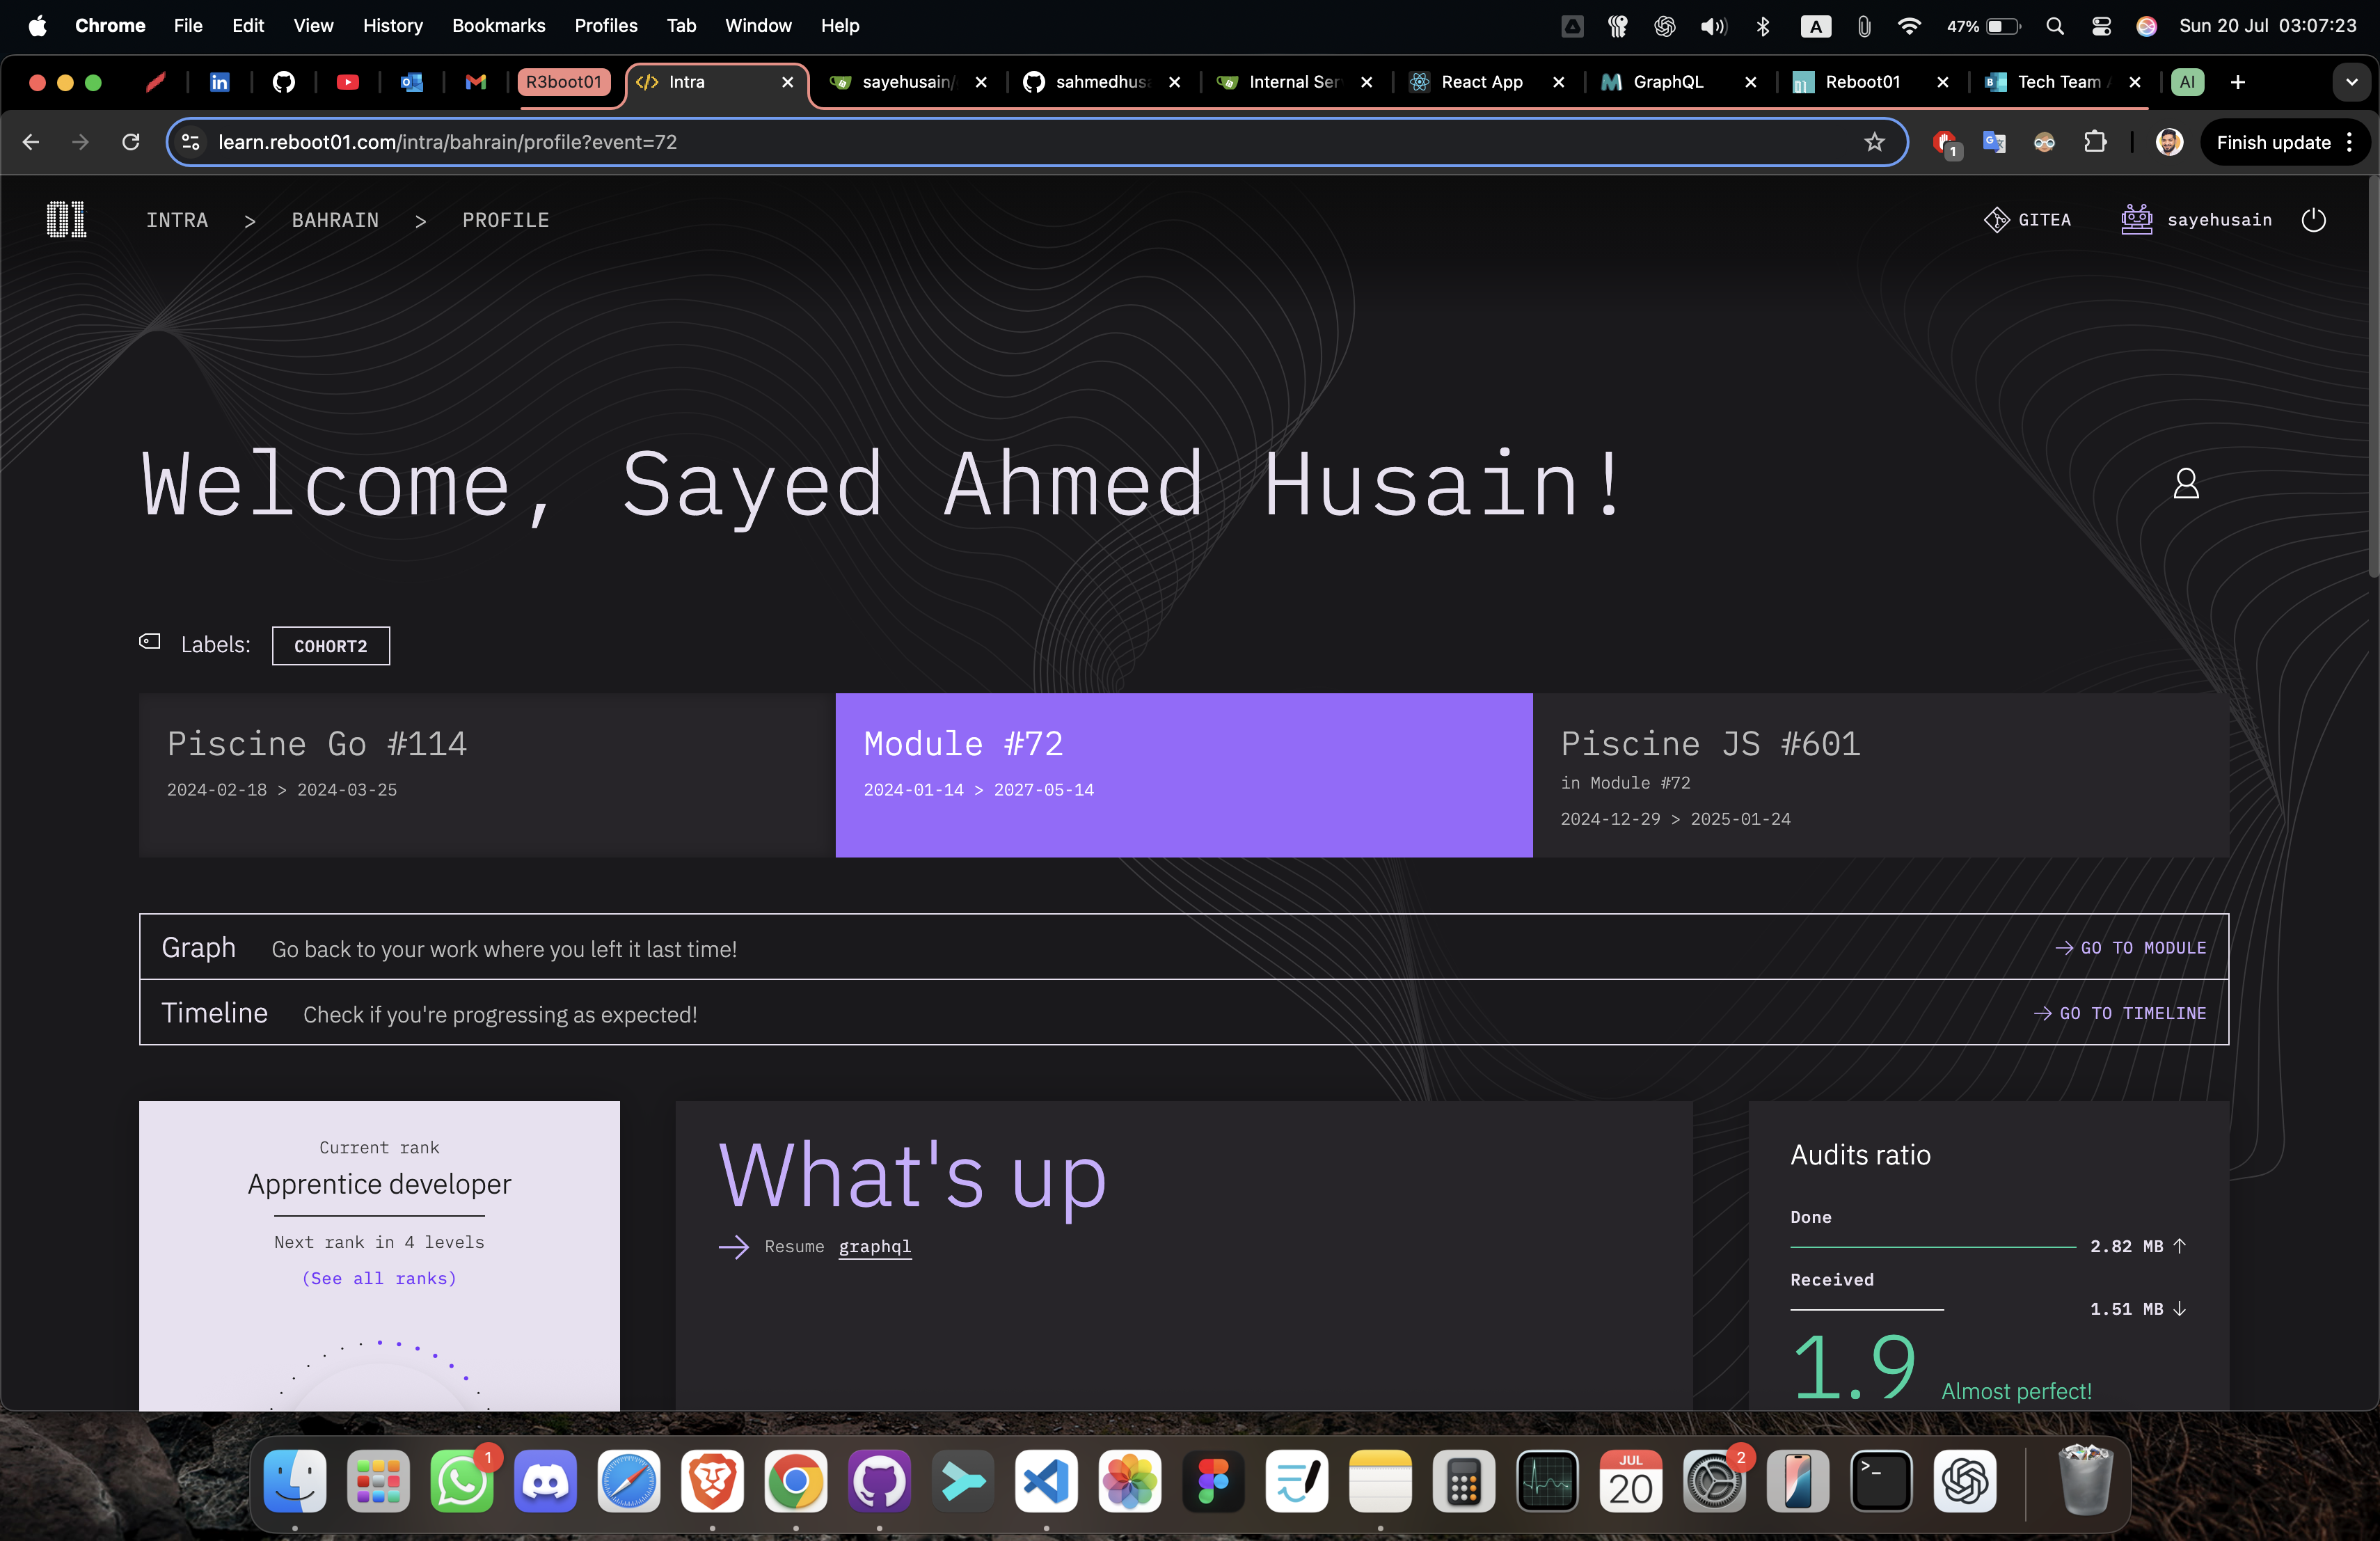 Chrome File Edit View History Bookmarks Profiles Tab Window Help A 47% Sun 20 Jul 03:07:23
R3boot01 Intra sayehusain/ sahmedhus Internal Ser React App GraphQL Reboot01 Tech Team AI
learn.reboot01.com/intra/bahrain/profile?event=72 1 Finish update
01 INTRA > BAHRAIN > PROFILE GITEA sayehusain
Welcome, Sayed Ahmed Husain!
Labels: COHORT2
Piscine Go #114
2024-02-18 > 2024-03-25
Module #72
2024-01-14 > 2027-05-14
Piscine JS #601
in Module #72
2024-12-29 > 2025-01-24
Graph Go back to your work where you left it last time! GO TO MODULE
Timeline Check if you're progressing as expected! GO TO TIMELINE
Current rank
Apprentice developer
Next rank in 4 levels
(See all ranks)
What's up
Resume graphql
Audits ratio
Done
2.82 MB ↑
Received
1.51 MB ↓
1.9 Almost perfect!
1
JUL
20
2
>_